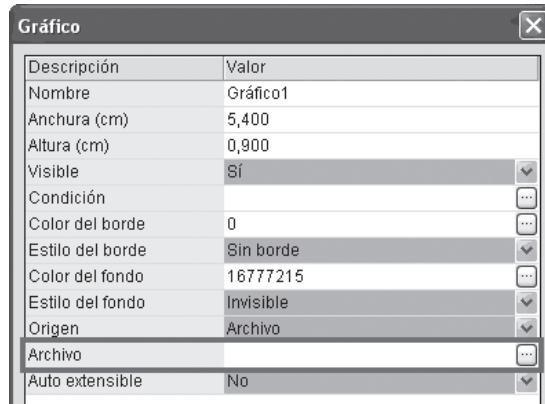 Gráfico
Descripción Valor
Nombre Gráfico1
Anchura (cm) 5,400
Altura (cm) 0,900
Visible Sí
Condición
Color del borde 0
Estilo del borde Sin borde
Color del fondo 16777215
Estilo del fondo Invisible
Origen Archivo
Archivo
Auto extensible No